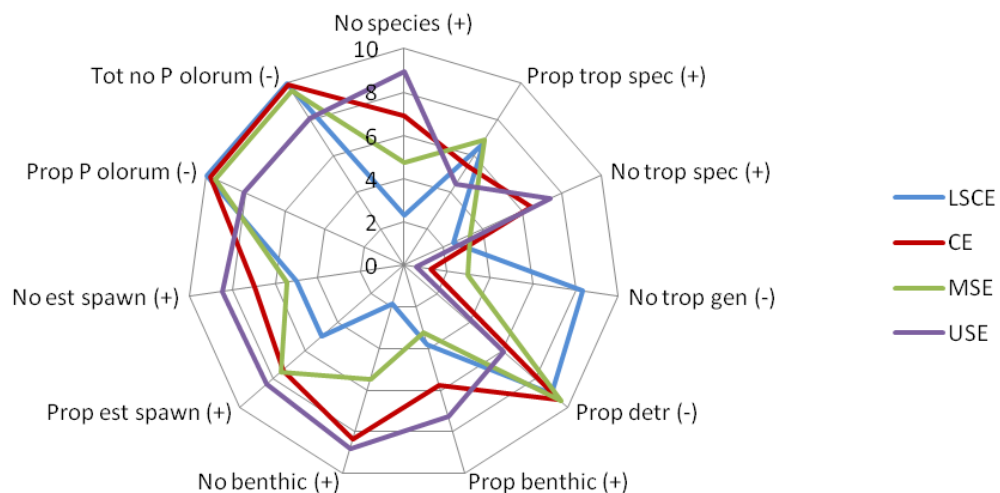 No species (+)
10
Tot no P olorum (-)
Prop trop spec (+)
8
6
Prop P olorum (-)
No trop spec (+)
4
2
0
No est spawn (+)
No trop gen (-)
Prop est spawn (+)
Prop detr (-)
No benthic (+)
Prop benthic (+)
LSCE
CE
MSE
USE